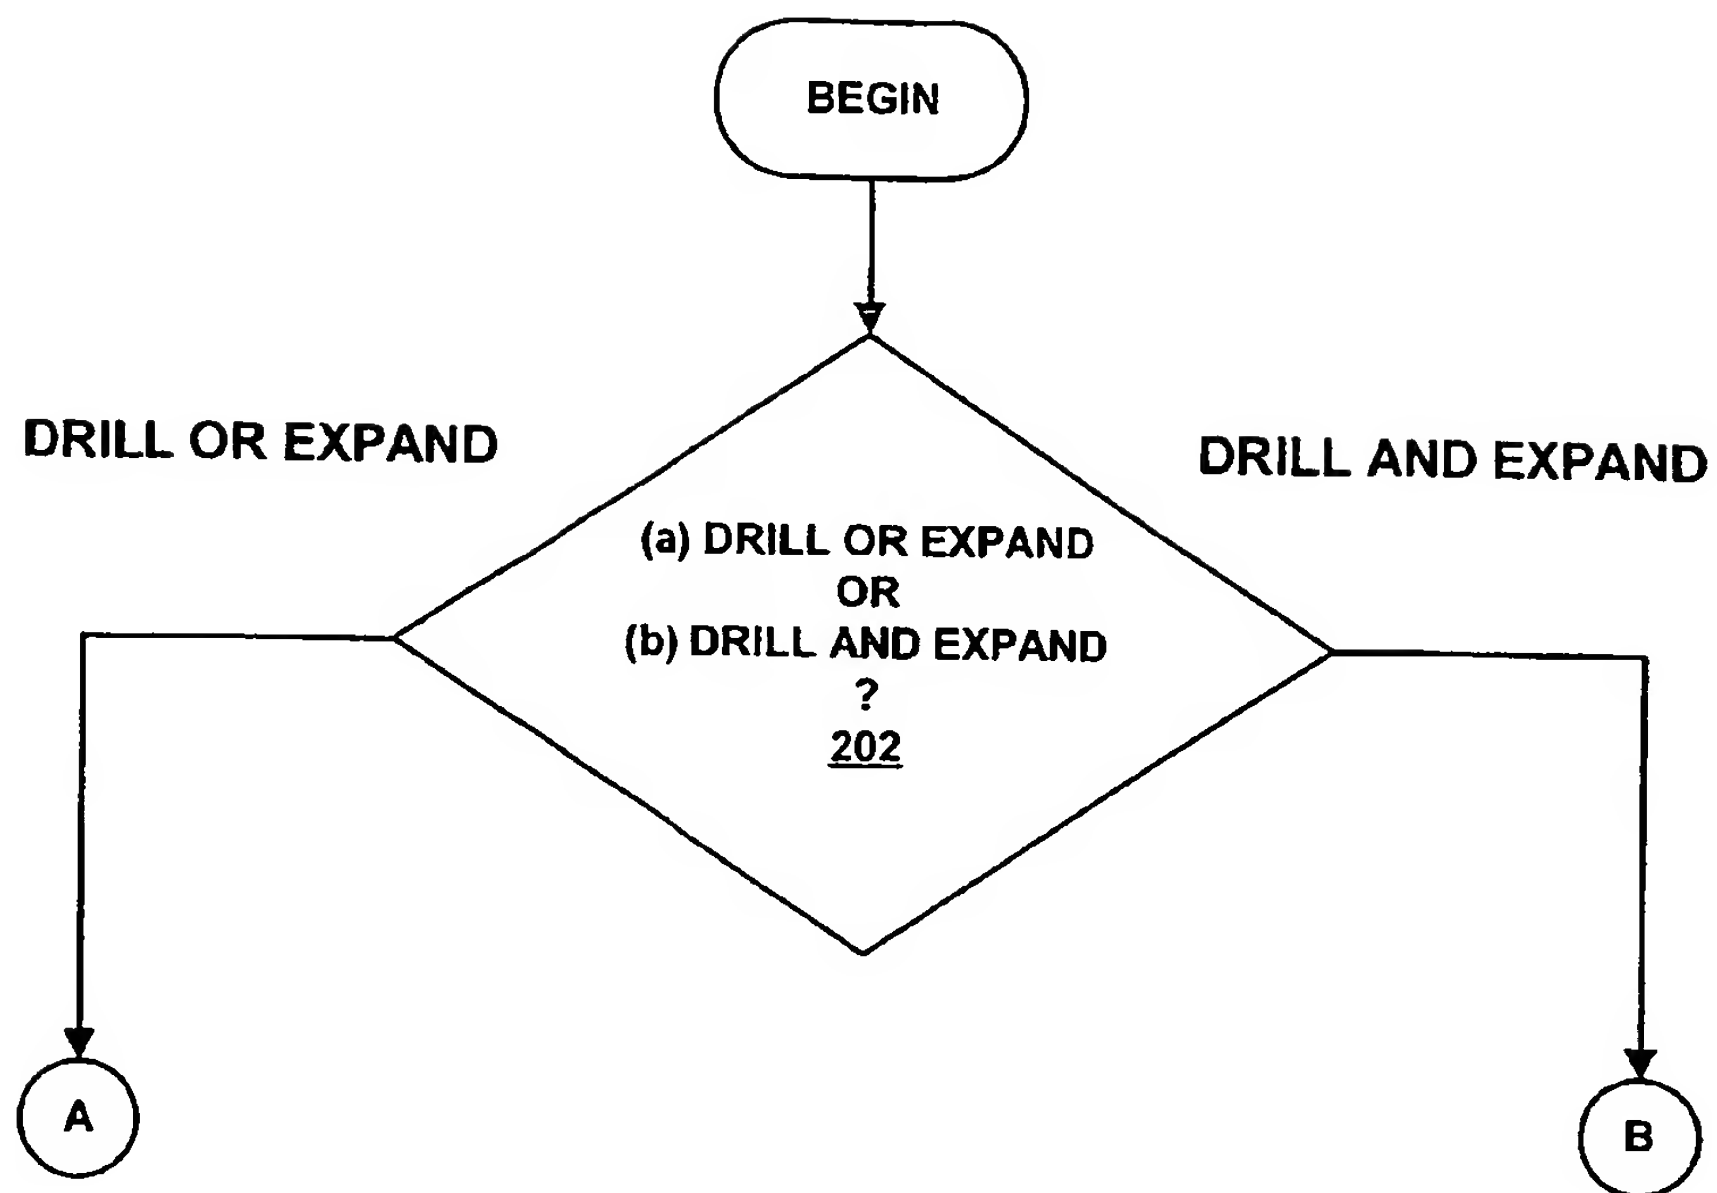 BEGIN
DRILL OR EXPAND
DRILL AND EXPAND
(a) DRILL OR EXPAND
OR
(b) DRILL AND EXPAND
?
202
A
B